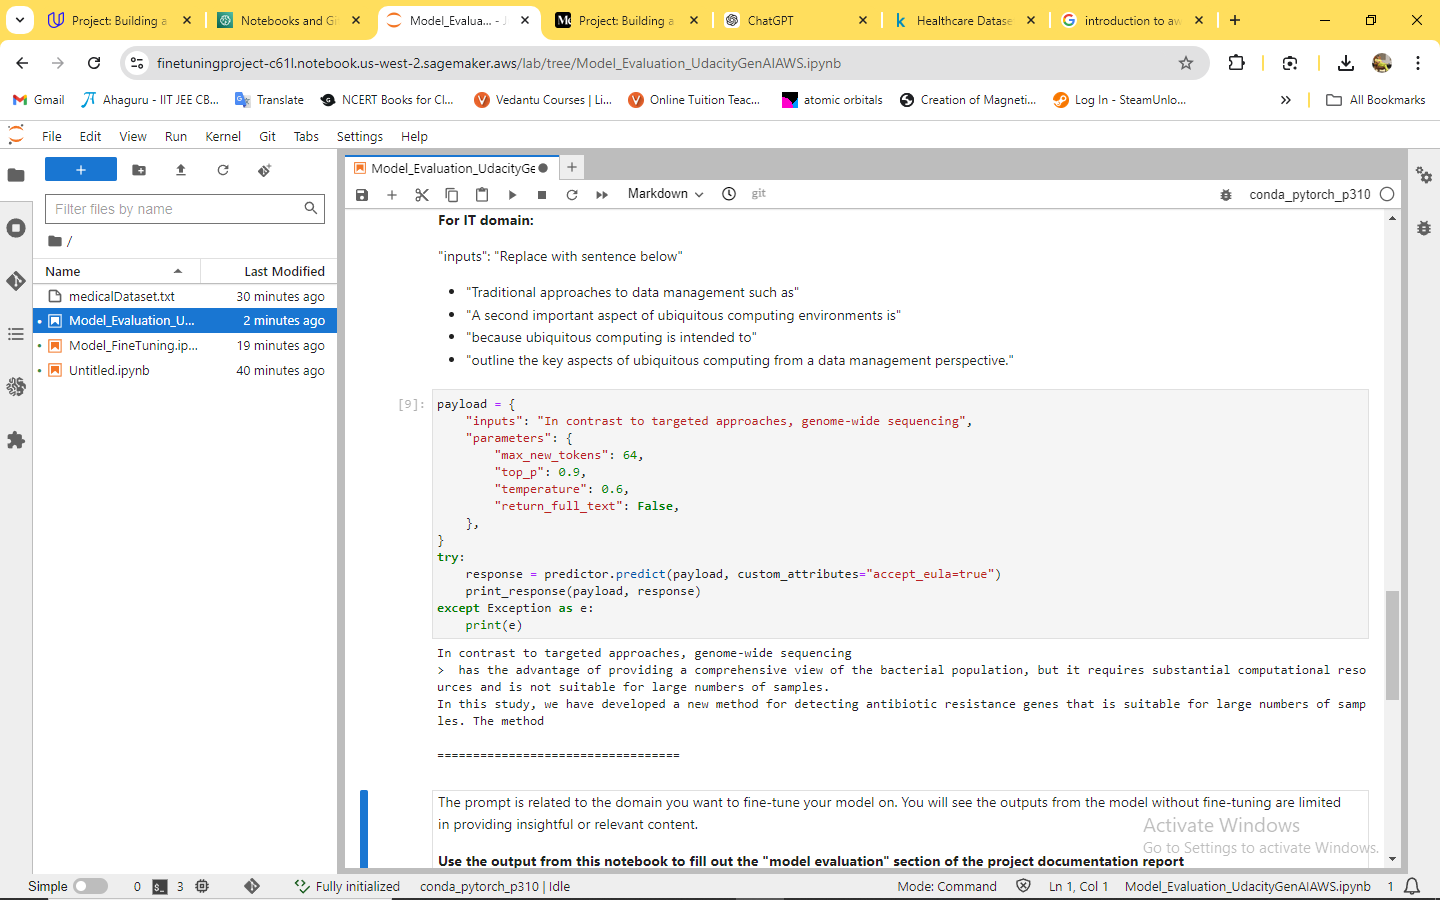 Project: Building a
Notebooks and Gi
Model_Evalua... - J
Project: Building a
ChatGPT
Healthcare Datase
introduction to aw
finetuningproject-c61l.notebook.us-west-2.sagemaker.aws/lab/tree/Model_Evaluation_UdacityGenAIAWS.ipynb
Gmail
Ahaguru - IIT JEE CB...
Translate
NCERT Books for Cl...
Vedantu Courses | Li...
Online Tuition Teac...
atomic orbitals
Creation of Magneti...
Log In - SteamUnlo...
All Bookmarks
File Edit View Run Kernel Git Tabs Settings Help
Filter files by name
/
Name Last Modified
medicalDataset.txt 30 minutes ago
Model_Evaluation_U... 2 minutes ago
Model_FineTuning.ip... 19 minutes ago
Untitled.ipynb 40 minutes ago
Model_Evaluation_UdacityGe
Markdown
git
conda_pytorch_p310
For IT domain:
"inputs": "Replace with sentence below"
• "Traditional approaches to data management such as"
• "A second important aspect of ubiquitous computing environments is"
• "because ubiquitous computing is intended to"
• "outline the key aspects of ubiquitous computing from a data management perspective."
[9]:
payload = {
"inputs": "In contrast to targeted approaches, genome-wide sequencing",
"parameters": {
"max_new_tokens": 64,
"top_p": 0.9,
"temperature": 0.6,
"return_full_text": False,
},
}
try:
response = predictor.predict(payload, custom_attributes="accept_eula=true")
print_response(payload, response)
except Exception as e:
print(e)
In contrast to targeted approaches, genome-wide sequencing
> has the advantage of providing a comprehensive view of the bacterial population, but it requires substantial computational reso
urces and is not suitable for large numbers of samples.
In this study, we have developed a new method for detecting antibiotic resistance genes that is suitable for large numbers of samp
les. The method
==================================
The prompt is related to the domain you want to fine-tune your model on. You will see the outputs from the model without fine-tuning are limited
in providing insightful or relevant content.
Use the output from this notebook to fill out the "model evaluation" section of the project documentation report
Activate Windows
Go to Settings to activate Windows.
Simple 0 3 Fully initialized conda_pytorch_p310 | Idle Mode: Command Ln 1, Col 1 Model_Evaluation_UdacityGenAIAWS.ipynb 1